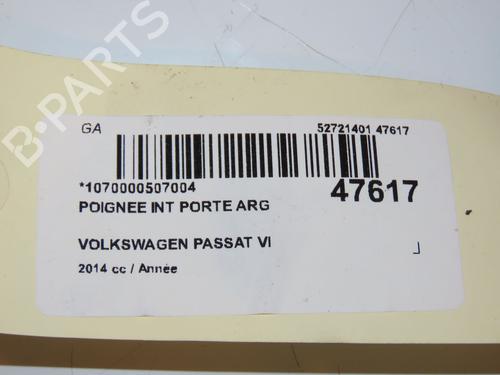 B-PARTS
GA
52721401 47617
*1070000507004
47617
POIGNEE INT PORTE ARG
VOLKSWAGEN PASSAT VI
2014 cc / Année